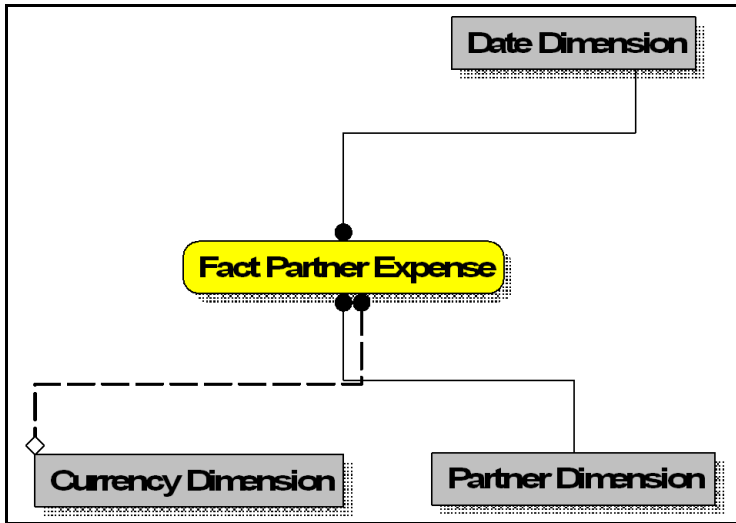 Date Dimension
Fact Partner Expense
Currency Dimension
Partner Dimension